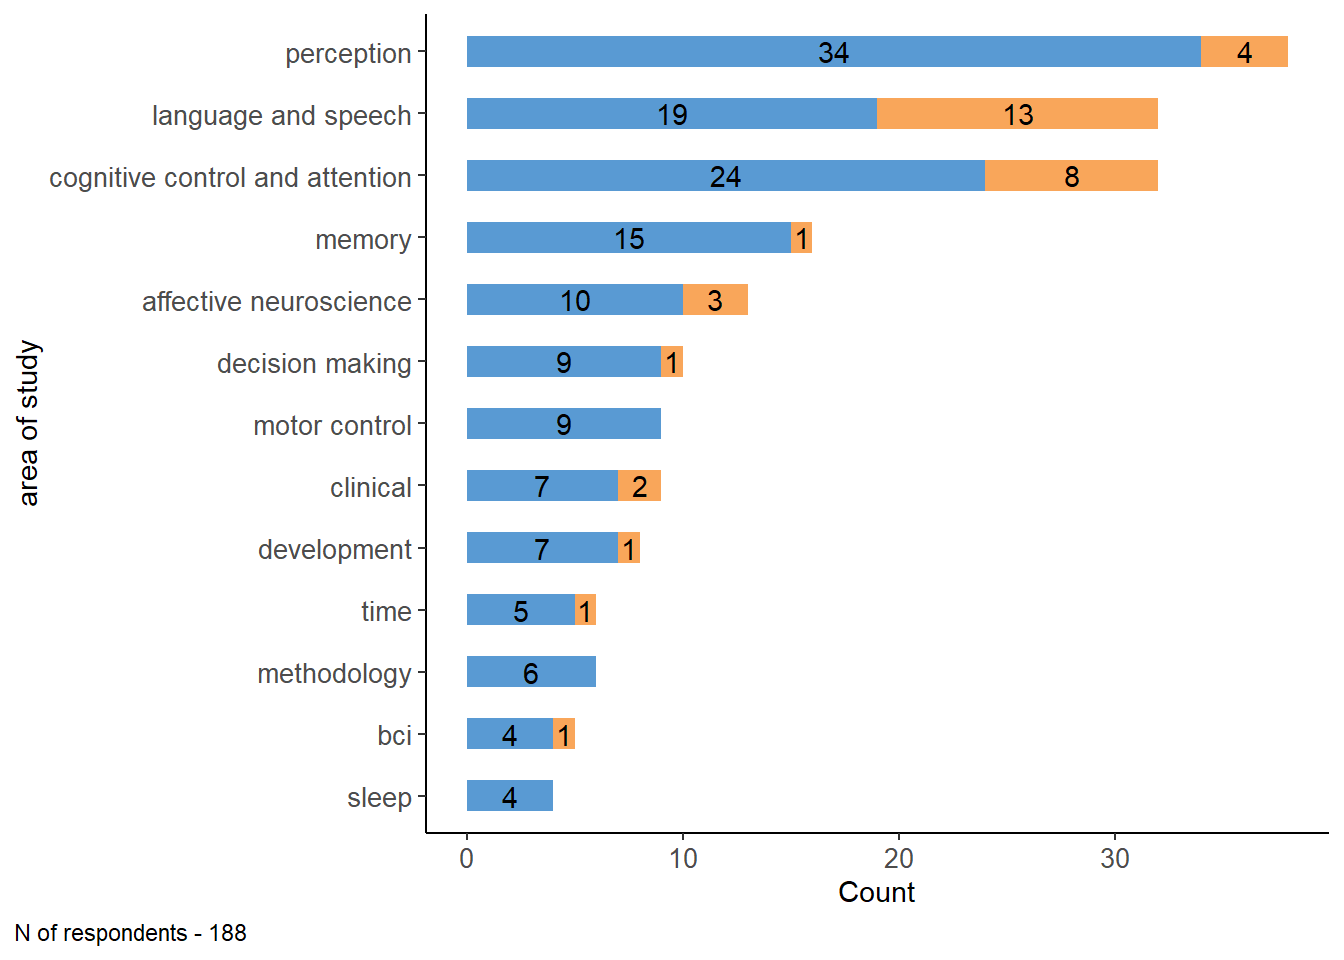 perception 34 4
language and speech 19 13
cognitive control and attention 24 8
memory 15 1
affective neuroscience 10 3
decision making 9 1
motor control 9
clinical 7 2
development 7 1
time 5 1
methodology 6
bci 4 1
sleep 4
area of study
0 10 20 30
Count
N of respondents - 188